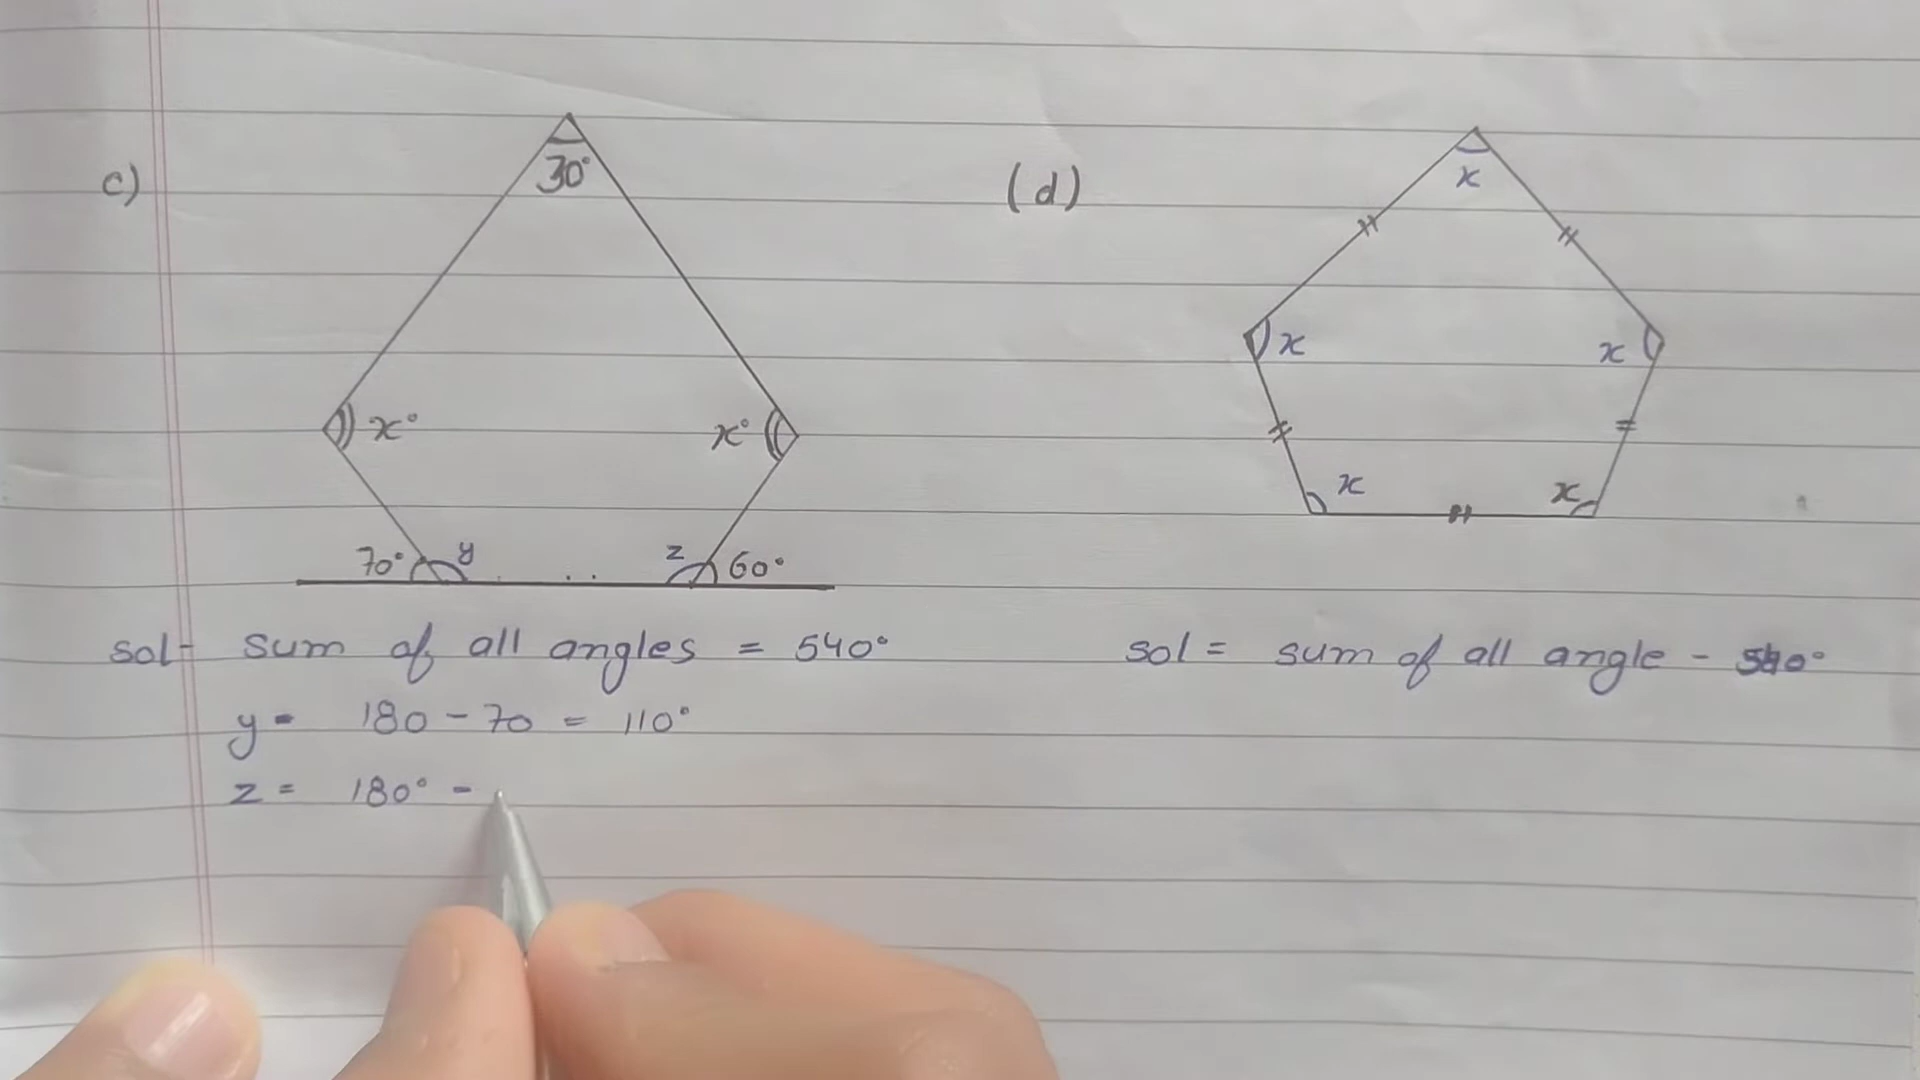 c)
30°
x°
x°
70°
y
z
60°
sol- sum of all angles = 540°
y= 180 - 70 = 110°
z = 180° -
(d)
x
x
x
x
x
sol = sum of all angle - 540°